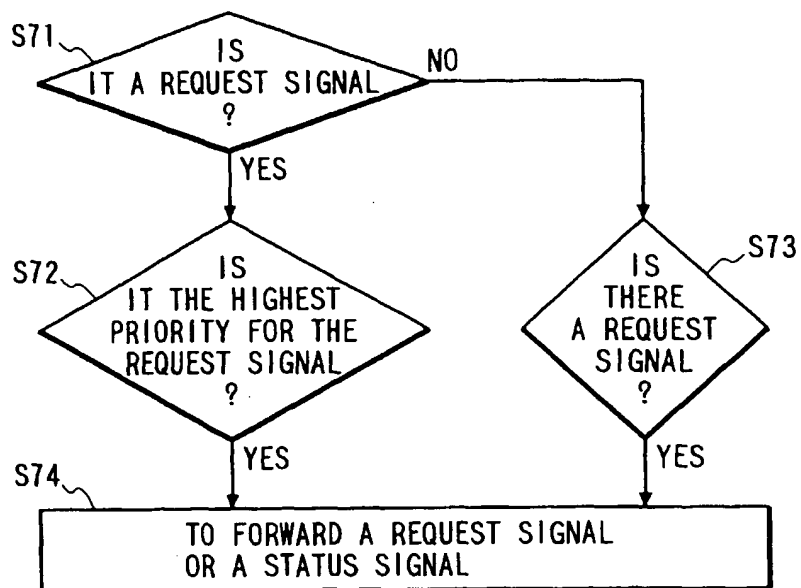 S71
IS
IT A REQUEST SIGNAL
?
NO
YES
S72
IS
IT THE HIGHEST
PRIORITY FOR THE
REQUEST SIGNAL
?
YES
S73
IS
THERE
A REQUEST
SIGNAL
?
YES
S74
TO FORWARD A REQUEST SIGNAL
OR A STATUS SIGNAL